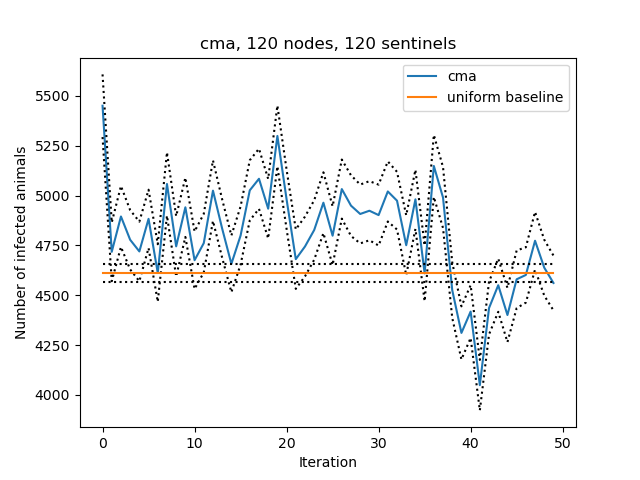 cma, 120 nodes, 120 sentinels
cma
uniform baseline
Number of infected animals
5500
5250
5000
4750
4500
4250
4000
0 10 20 30 40 50
Iteration